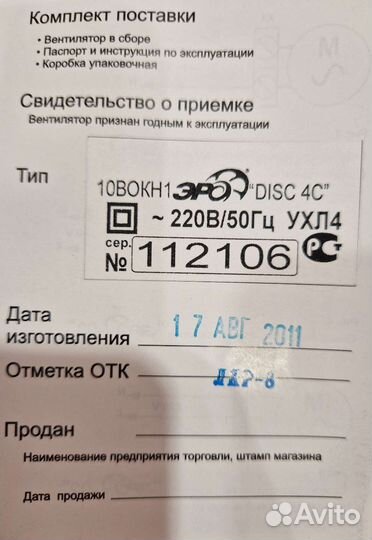 Комплект поставки
• Вентилятор в сборе
• Паспорт и инструкция по эксплуатации
• Коробка упаковочная
Свидетельство о приемке
Вентилятор признан годным к эксплуатации
Тип
10ВОКН1 ЭРА "DISC 4C"
~ 220В/50Гц УХЛ4
сер. № 112106
РСТ
Дата изготовления 17 АВГ 2011
Отметка ОТК
Продан
Наименование предприятия торговли, штамп магазина
Дата продажи
Avito
M